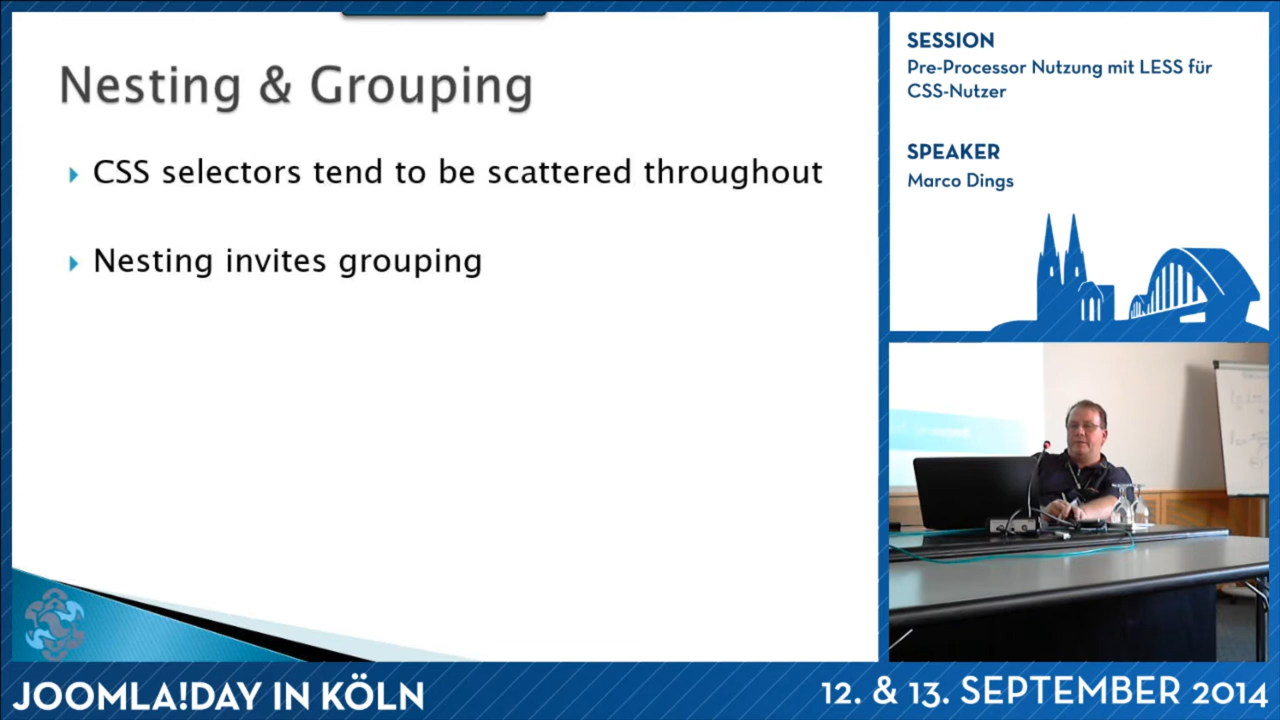 Nesting & Grouping
CSS selectors tend to be scattered throughout
Nesting invites grouping
SESSION
Pre-Processor Nutzung mit LESS für
CSS-Nutzer
SPEAKER
Marco Dings
JOOMLA!DAY IN KÖLN
12. & 13. SEPTEMBER 2014